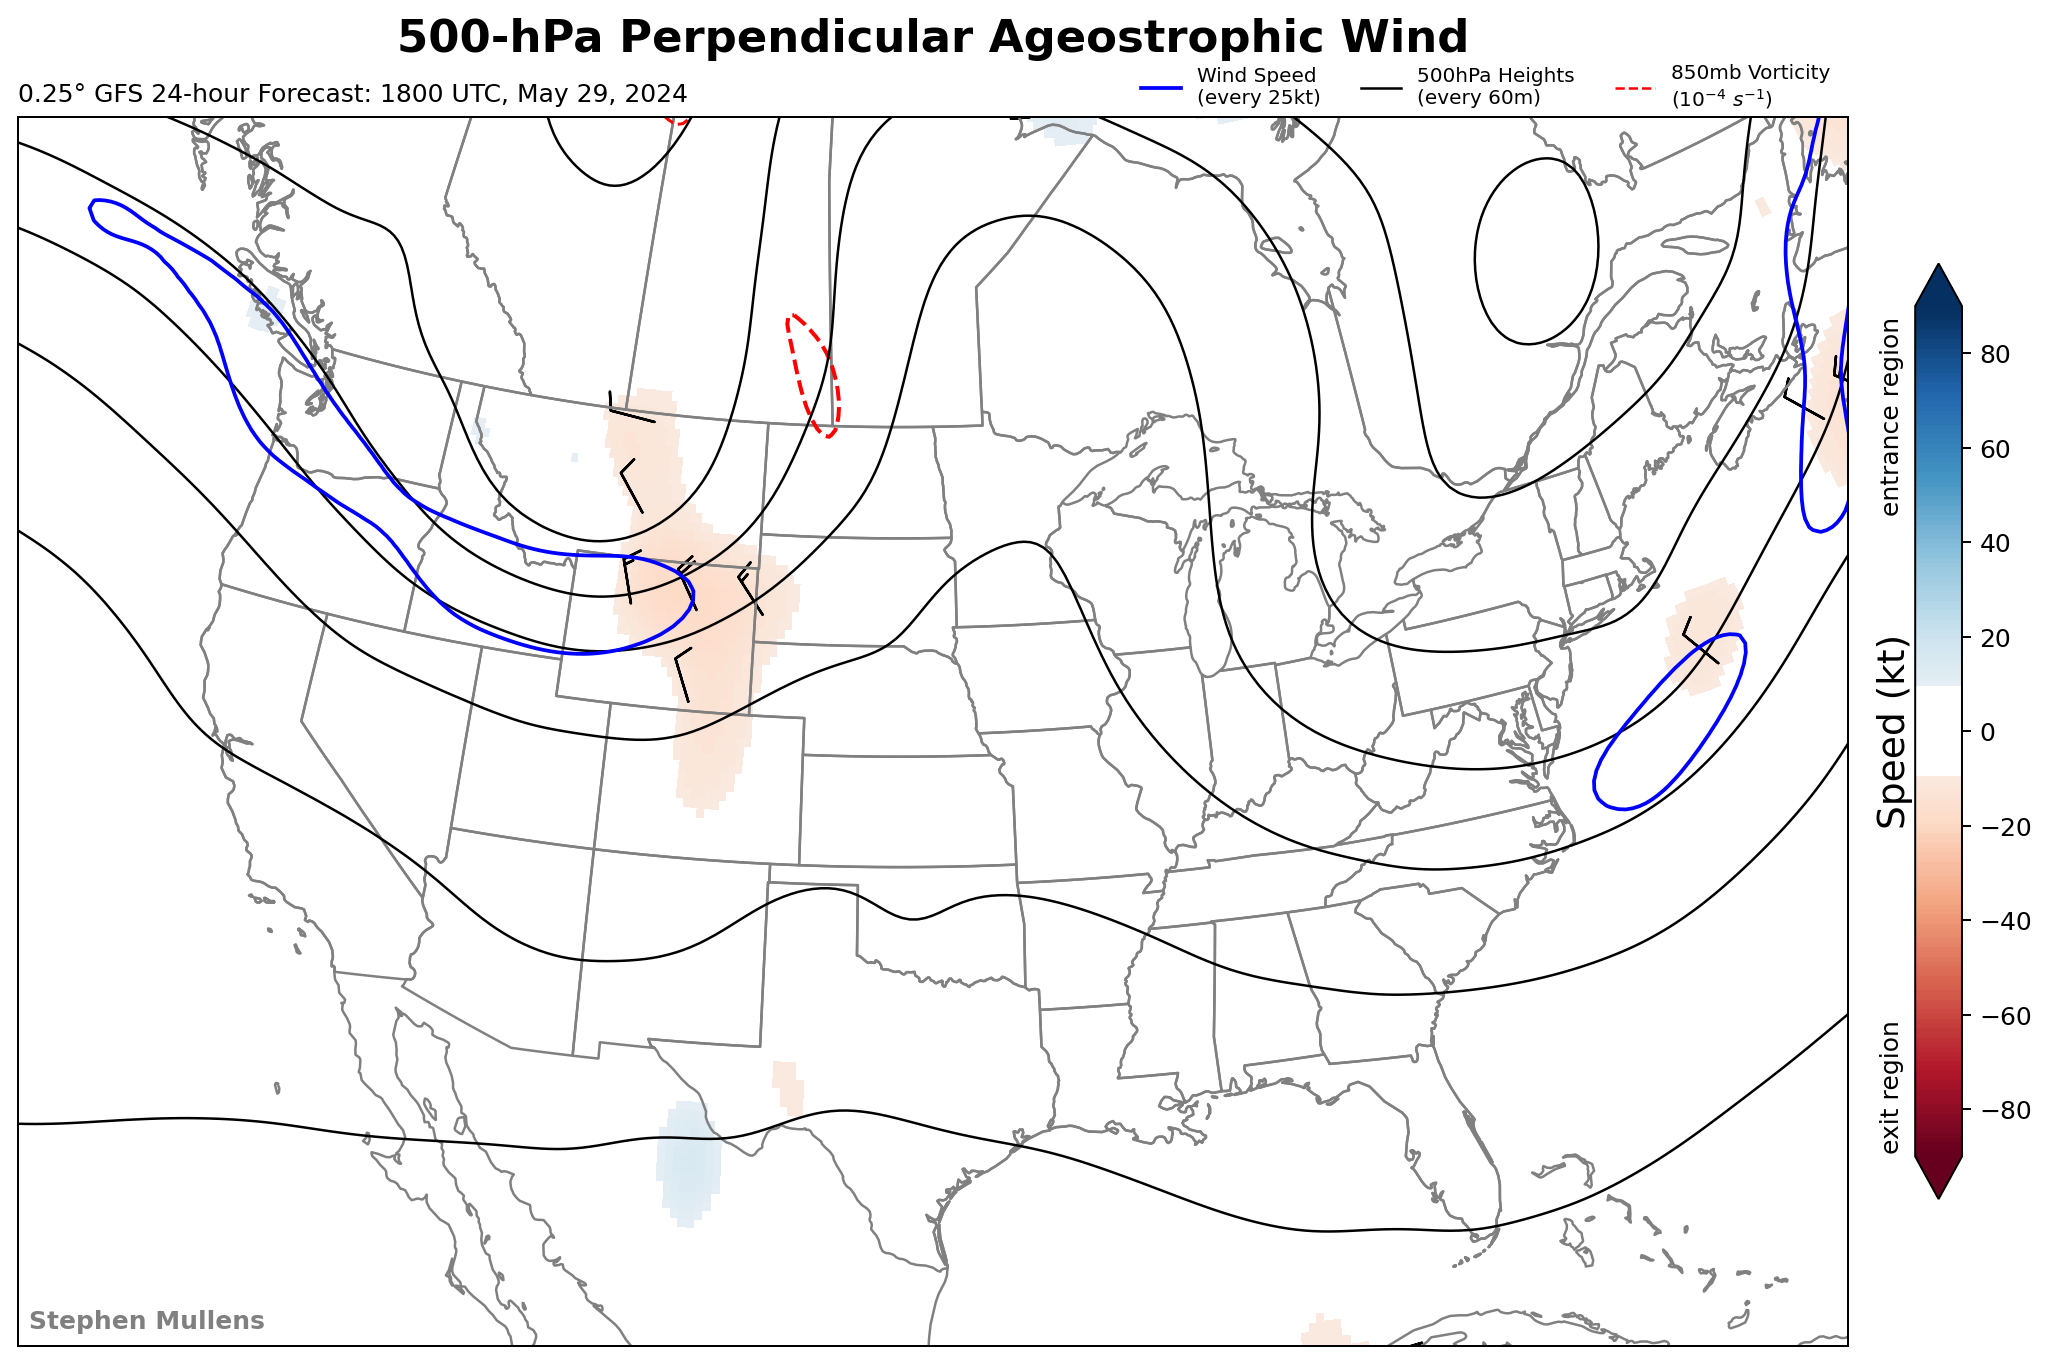 500-hPa Perpendicular Ageostrophic Wind
0.25° GFS 24-hour Forecast: 1800 UTC, May 29, 2024
Wind Speed
(every 25kt)
500hPa Heights
(every 60m)
850mb Vorticity
(10⁻⁴ s⁻¹)
entrance region
Speed (kt)
exit region
80
60
40
20
0
−20
−40
−60
−80
Stephen Mullens